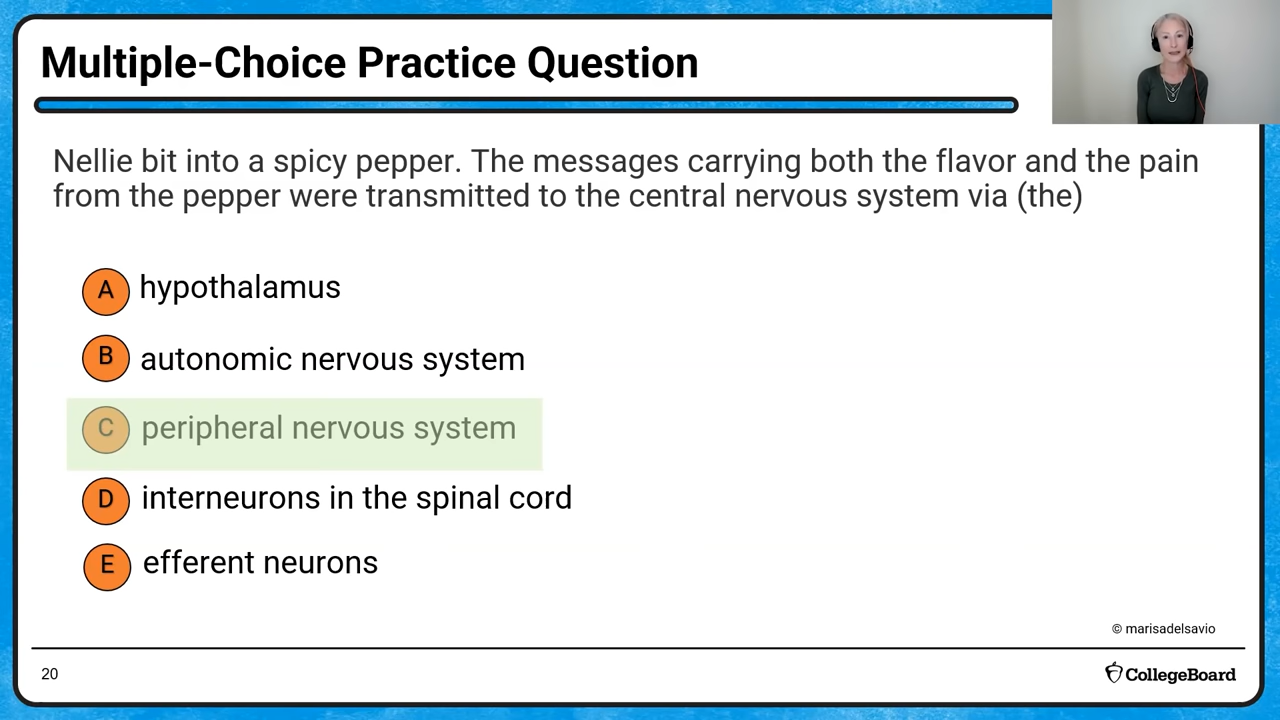 Multiple-Choice Practice Question
Nellie bit into a spicy pepper. The messages carrying both the flavor and the pain
from the pepper were transmitted to the central nervous system via (the)
A hypothalamus
B autonomic nervous system
C peripheral nervous system
D interneurons in the spinal cord
E efferent neurons
© marisadelsavio
20
CollegeBoard